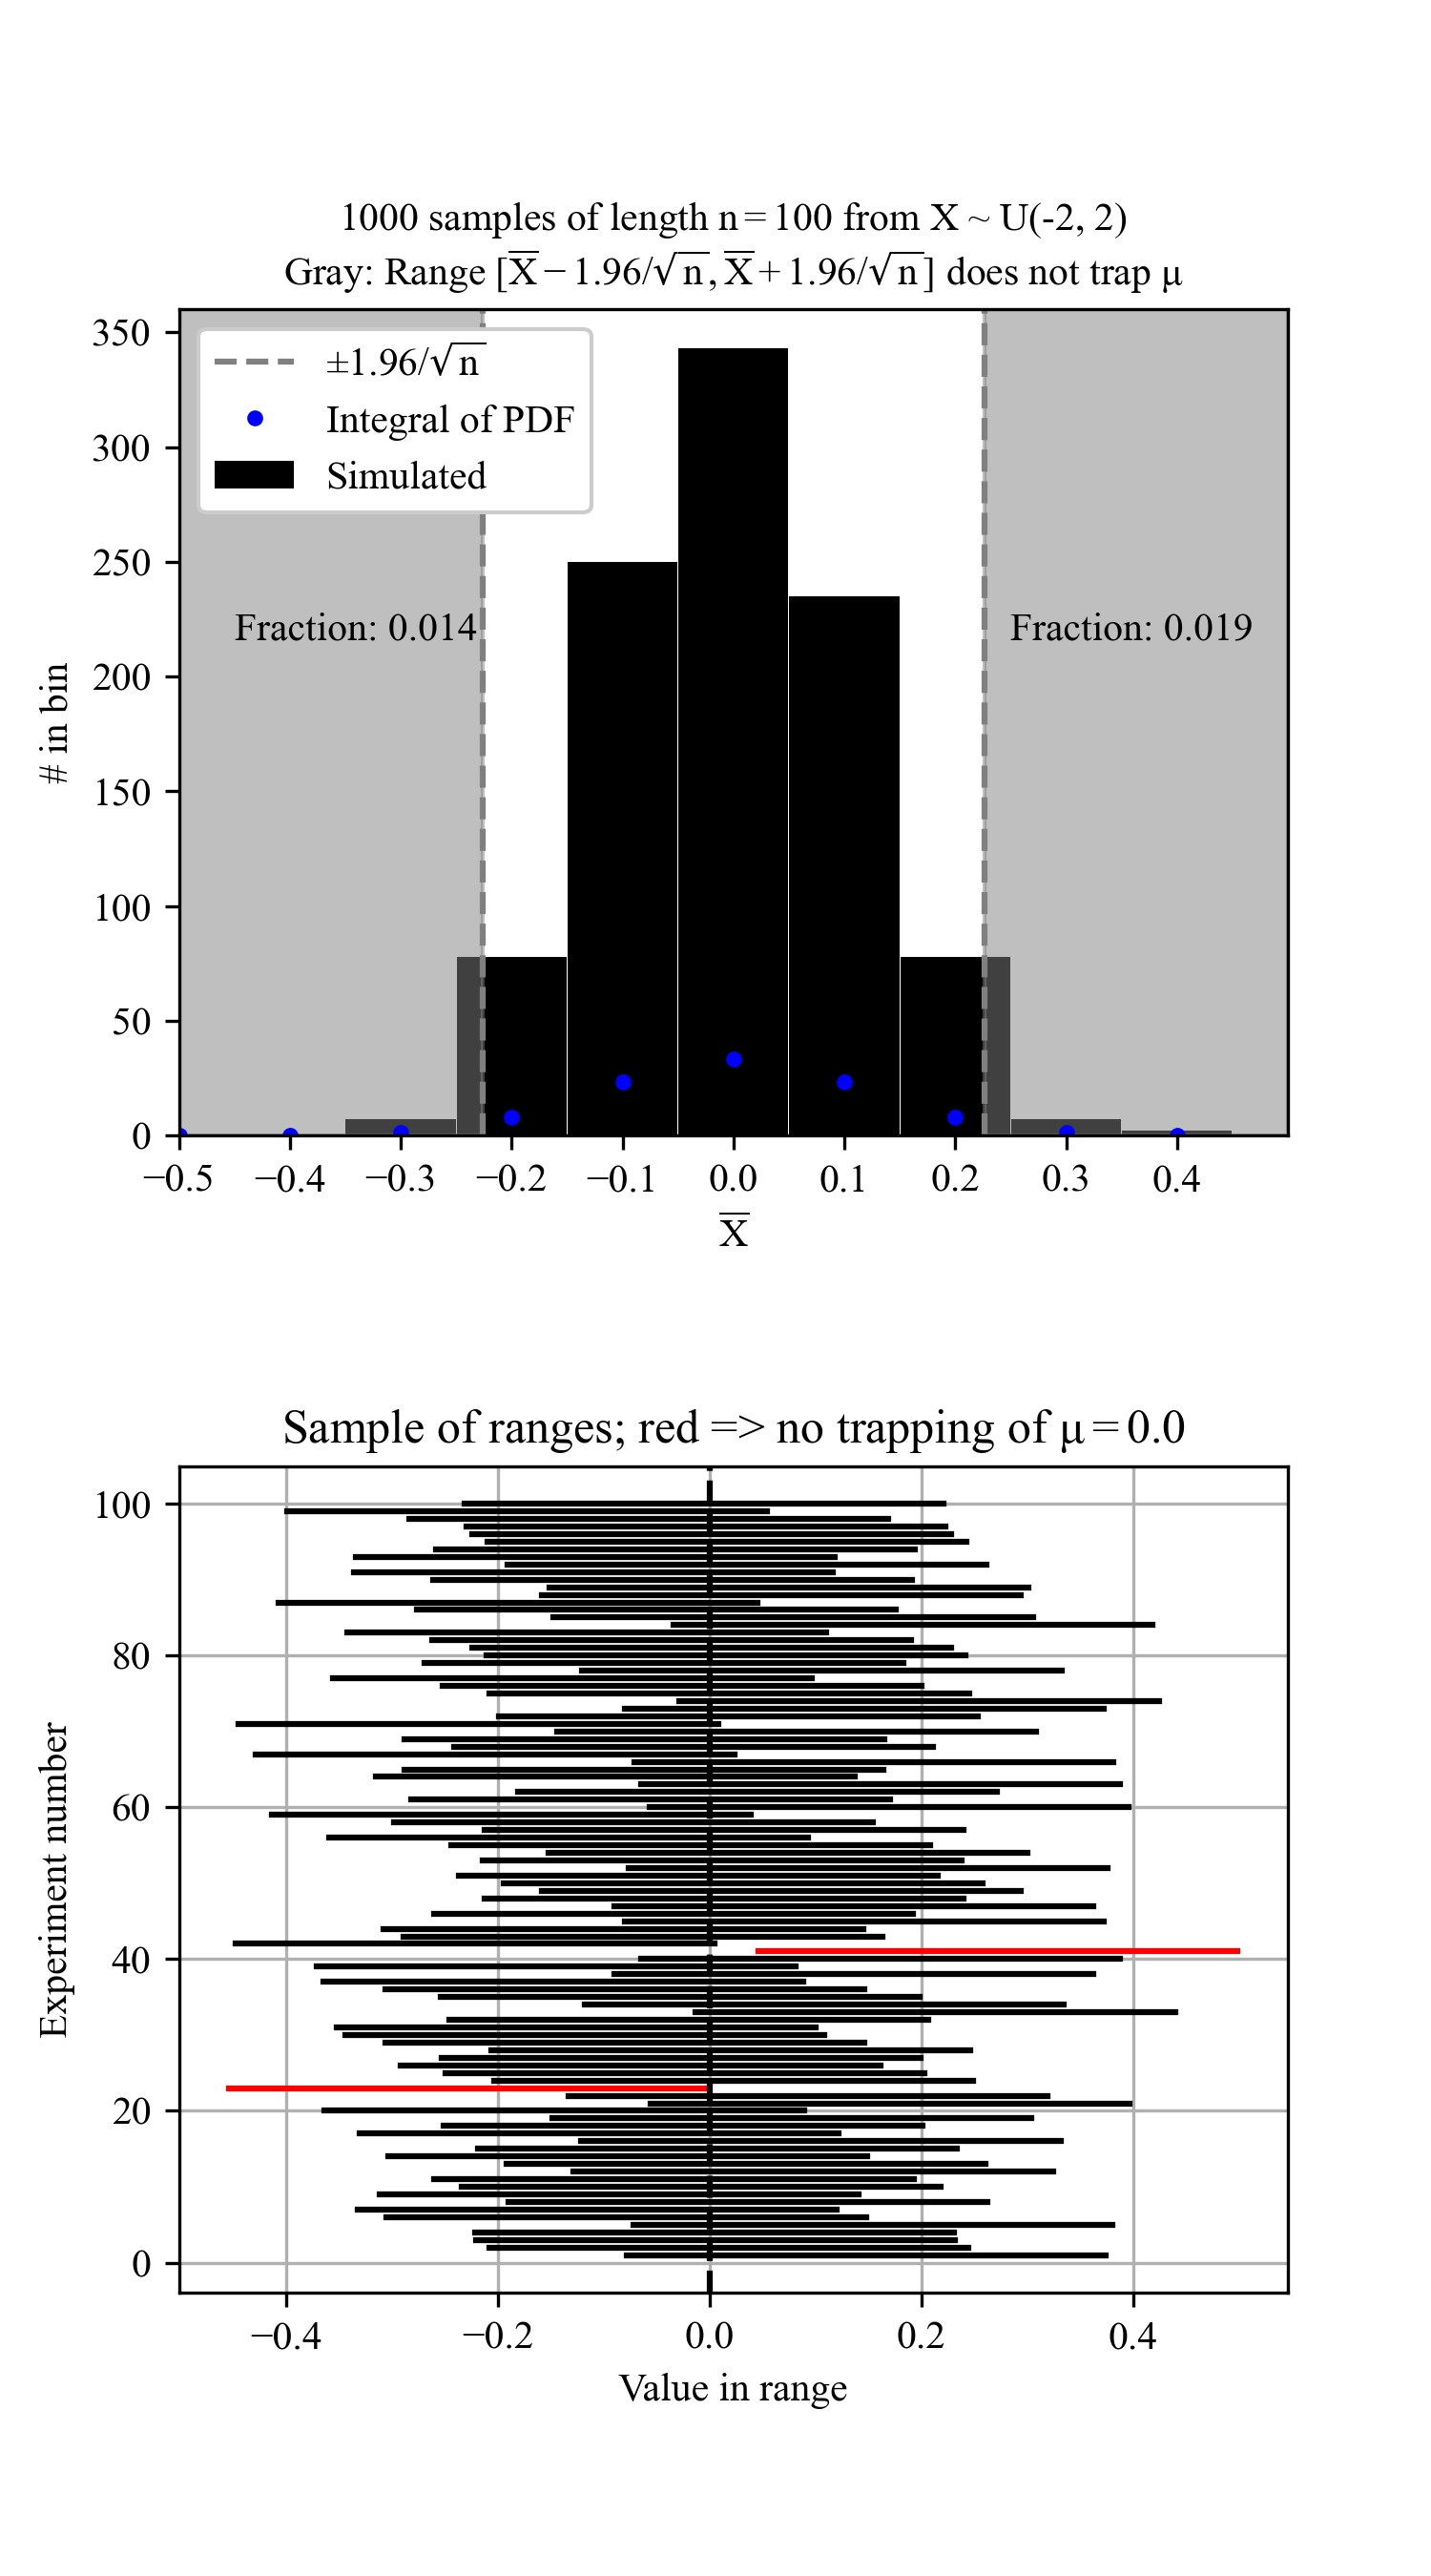 1000 samples of length n = 100 from X ~ U(-2, 2)
Gray: Range [X̅ − 1.96/√n, X̅ + 1.96/√n] does not trap μ
±1.96/√n
Integral of PDF
Simulated
Fraction: 0.014
Fraction: 0.019
# in bin
350
300
250
200
150
100
50
0
−0.5 −0.4 −0.3 −0.2 −0.1 0.0 0.1 0.2 0.3 0.4
X̅
Sample of ranges; red => no trapping of μ = 0.0
Experiment number
100
80
60
40
20
0
−0.4 −0.2 0.0 0.2 0.4
Value in range